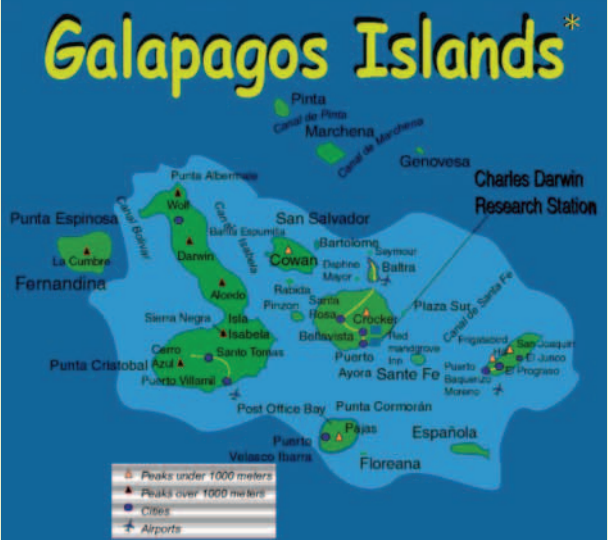 Galapagos Islands*
Pinta
Canal de Pinta
Marchena
Canal de Marchena
Genovesa
Charles Darwin
Research Station
Punta Albermale
Wolf
Canal Bolivar
Punta Espinosa
La Cumbre
Fernandina
Darwin
Canal Isabela
Bahia Espumilla
San Salvador
Bartolome
Cowan
Seymour
Daphne
Mayor
Baltra
Alcedo
Rabida
Pinzon
Santa
Rosa
Crocker
Plaza Sur
Canal de Santa Fe
Sierra Negra
Isla
Isabela
Bellavista
Red
mandgrove
Inn
Puerto
Ayora
Sante Fe
Frigatebird
Hill
San Joaquin
El Junco
El Progreso
Puerto
Baquerizo
Moreno
Cerro
Azul
Santo Tomas
Punta Cristobal
Puerto Villamil
Post Office Bay
Punta Cormorán
Pajas
Puerto
Velasco Ibarra
Floreana
Española
Peaks under 1000 meters
Peaks over 1000 meters
Cities
Airports